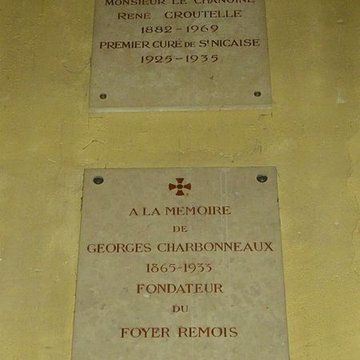 MONSIEUR LE CHANOINE
RENÉ CROUTELLE
1882-1969
PREMIER CURÉ DE St NICAISE
1925-1935
A LA MEMOIRE
DE
GEORGES CHARBONNEAUX
1865-1933
FONDATEUR
DU
FOYER REMOIS